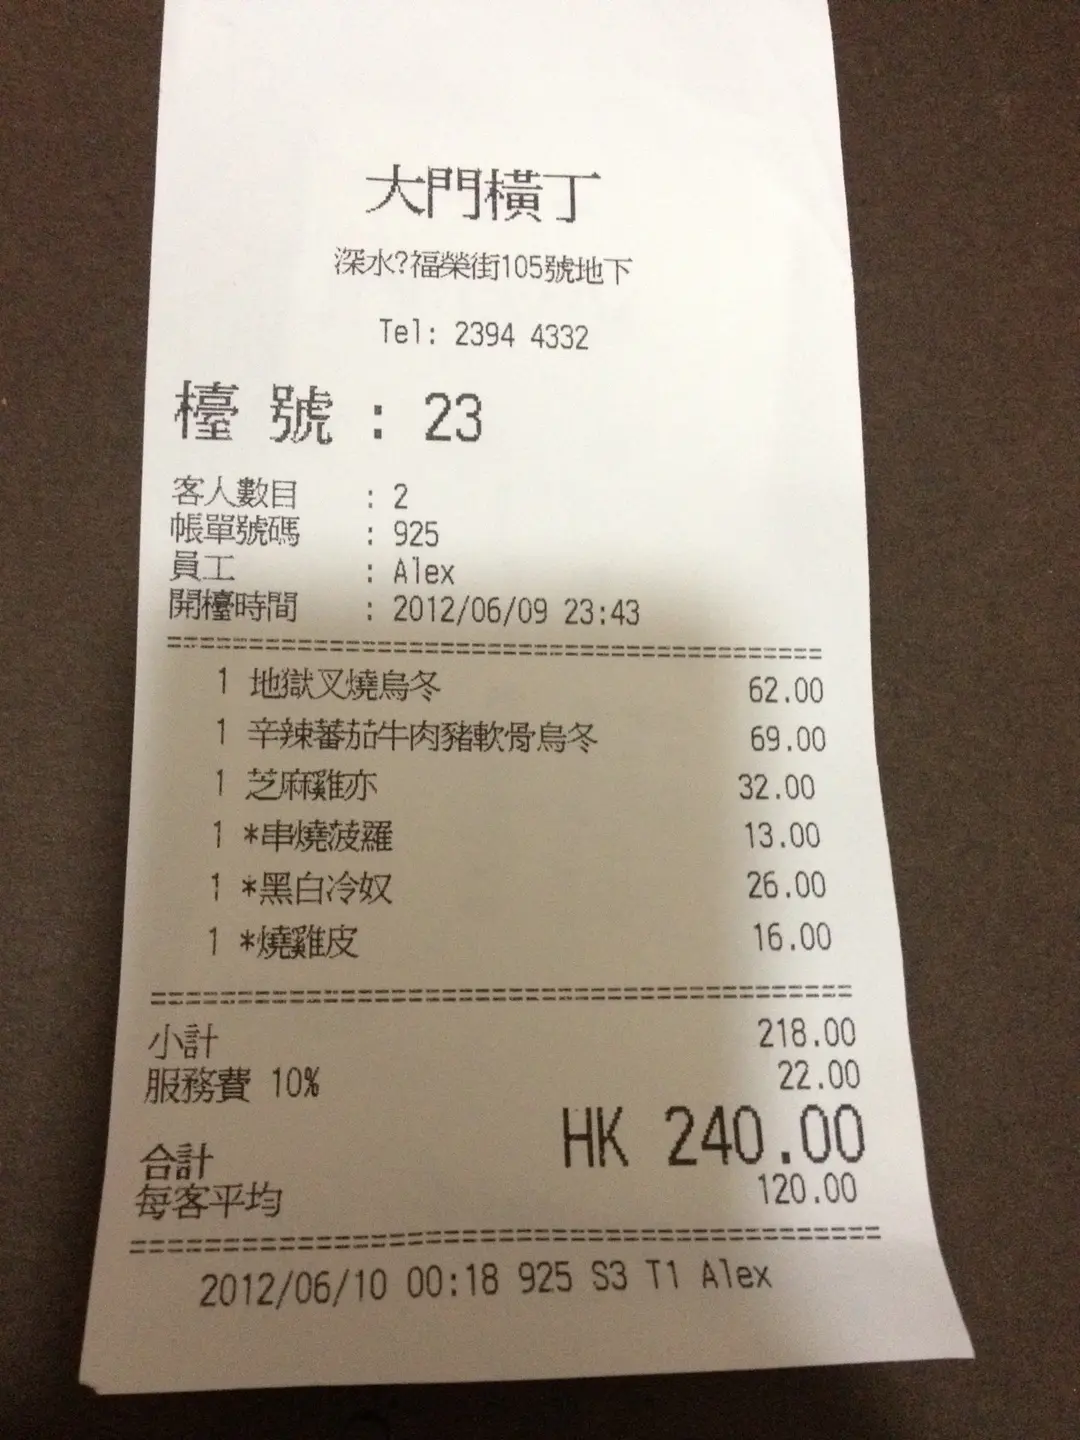 大門橫丁
深水?福榮街105號地下
Tel: 2394 4332
檯 號 : 23
客人數目 : 2
帳單號碼 : 925
員工 : Alex
開檯時間 : 2012/06/09 23:43
1 地獄叉燒烏冬 62.00
1 辛辣蕃茄牛肉豬軟骨烏冬 69.00
1 芝麻雞亦 32.00
1 *串燒菠蘿 13.00
1 *黑白冷奴 26.00
1 *燒雞皮 16.00
小計 218.00
服務費 10% 22.00
合計 HK 240.00
每客平均 120.00
2012/06/10 00:18 925 S3 T1 Alex